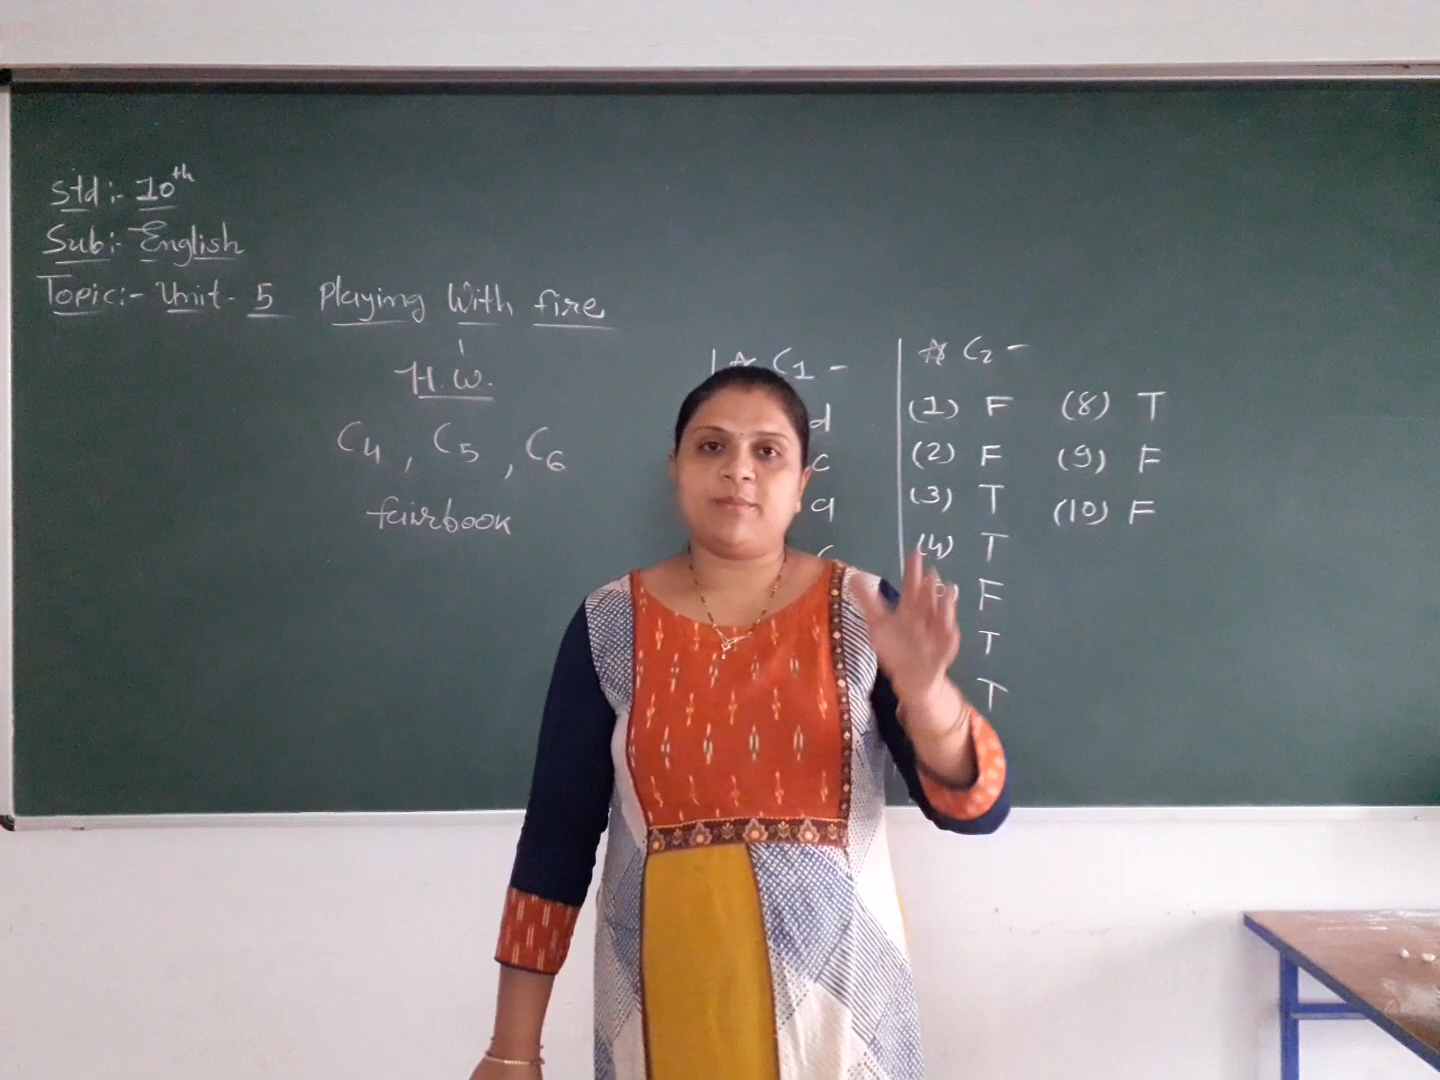 Std:- 10th
Sub:- English
Topic:- Unit- 5 Playing With fire
H.W.
C4, C5, C6
fairbook
☆ C1 -
d
c
a
c
☆ C2 -
(1) F
(2) F
(3) T
(4) T
F
T
T
(8) T
(9) F
(10) F